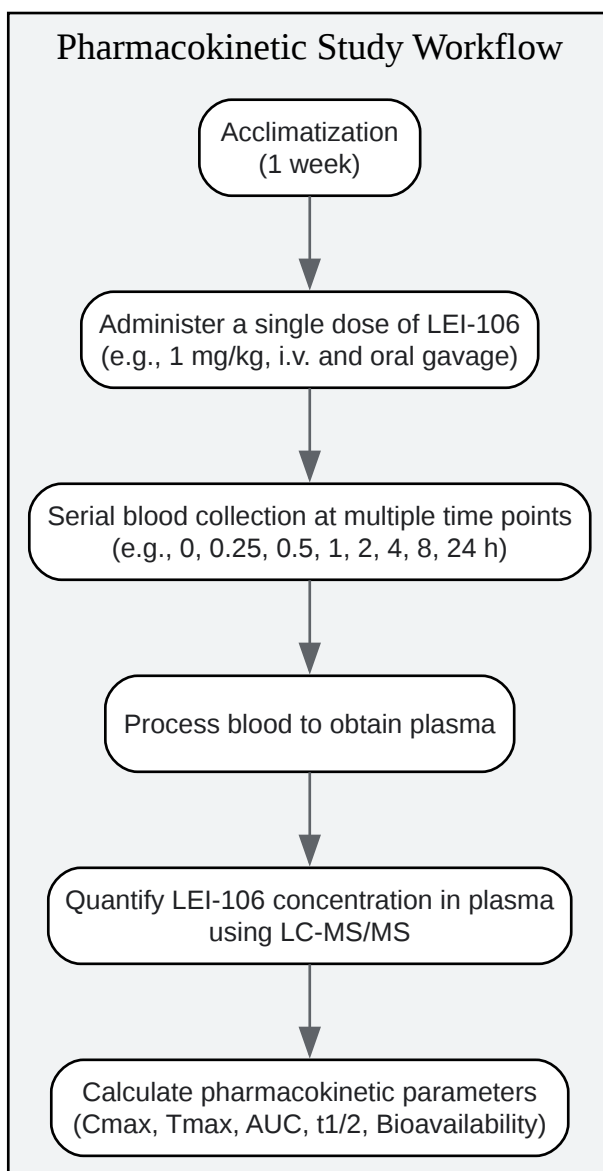 Pharmacokinetic Study Workflow
Acclimatization
(1 week)
Administer a single dose of LEI-106
(e.g., 1 mg/kg, i.v. and oral gavage)
Serial blood collection at multiple time points
(e.g., 0, 0.25, 0.5, 1, 2, 4, 8, 24 h)
Process blood to obtain plasma
Quantify LEI-106 concentration in plasma
using LC-MS/MS
Calculate pharmacokinetic parameters
(Cmax, Tmax, AUC, t1/2, Bioavailability)